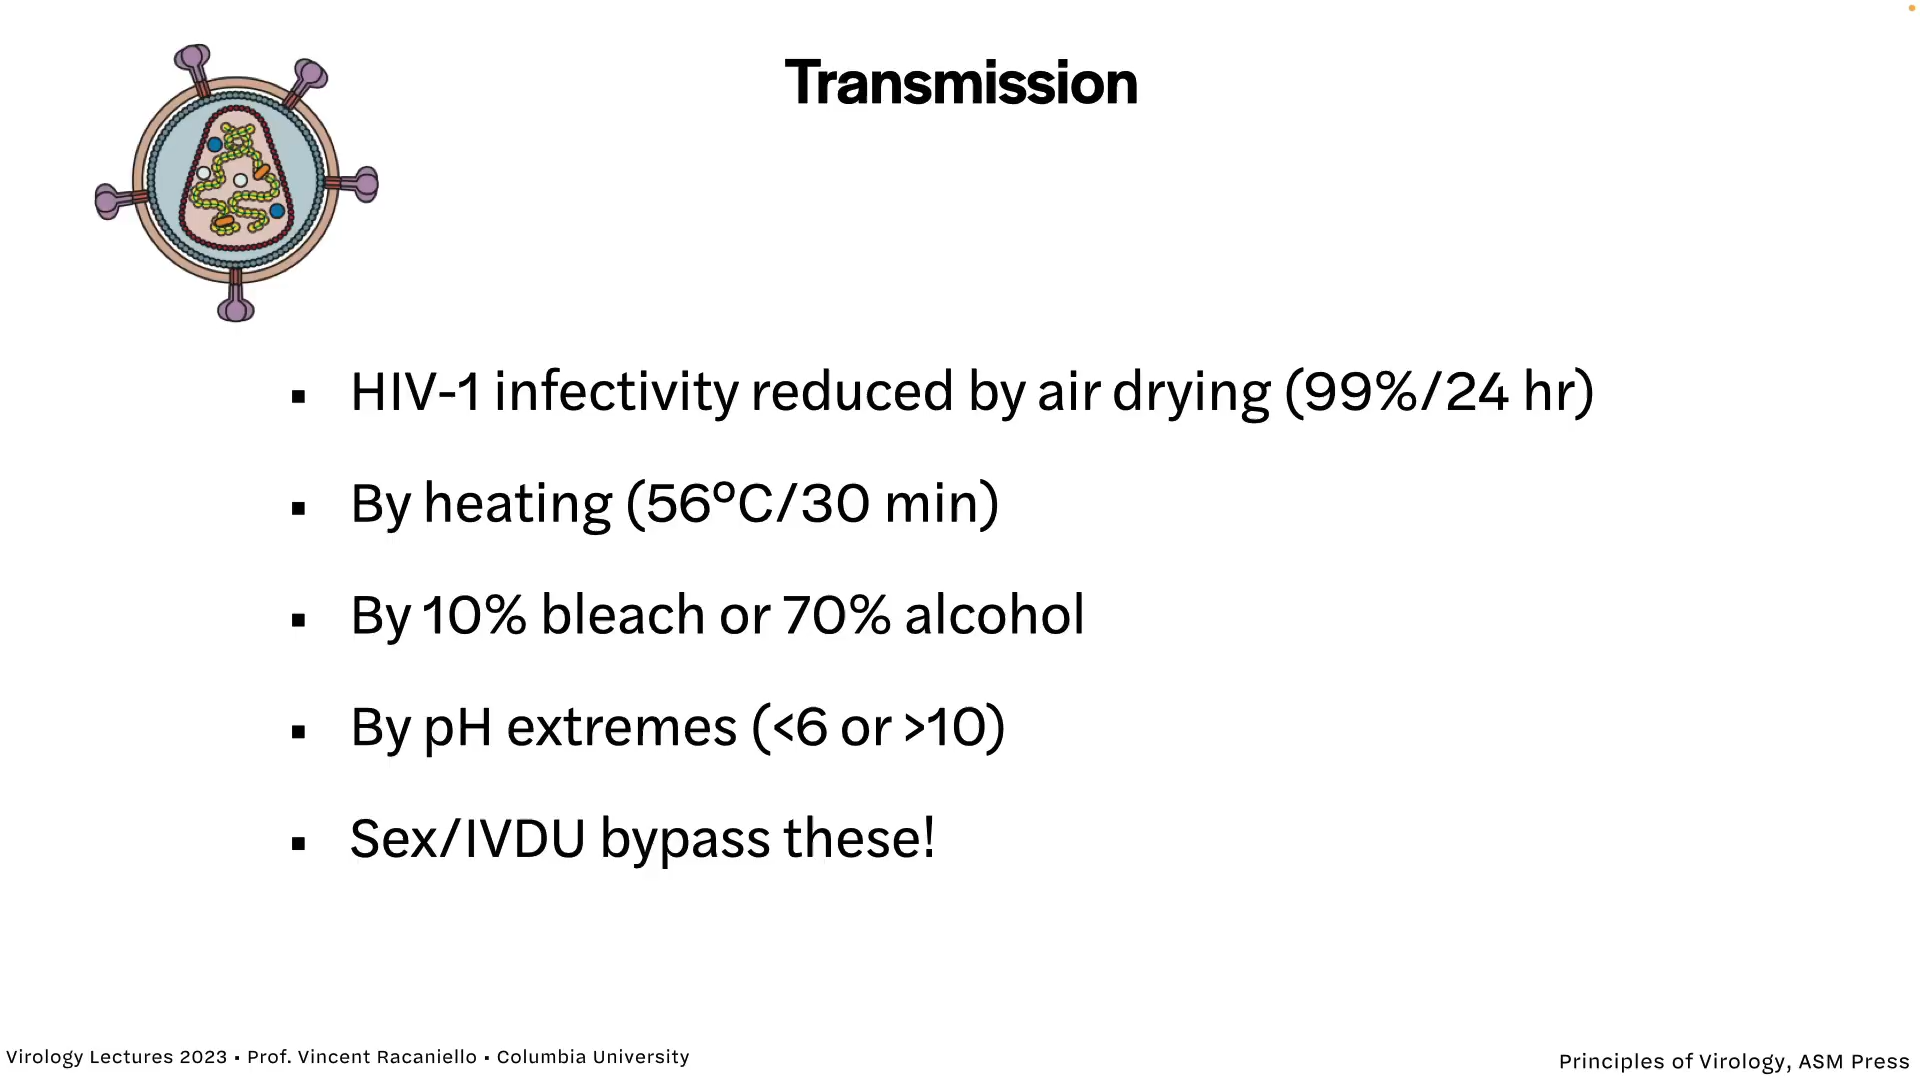 Transmission
▪ HIV-1 infectivity reduced by air drying (99%/24 hr)
▪ By heating (56°C/30 min)
▪ By 10% bleach or 70% alcohol
▪ By pH extremes (<6 or >10)
▪ Sex/IVDU bypass these!
Virology Lectures 2023 ▪ Prof. Vincent Racaniello ▪ Columbia University
Principles of Virology, ASM Press